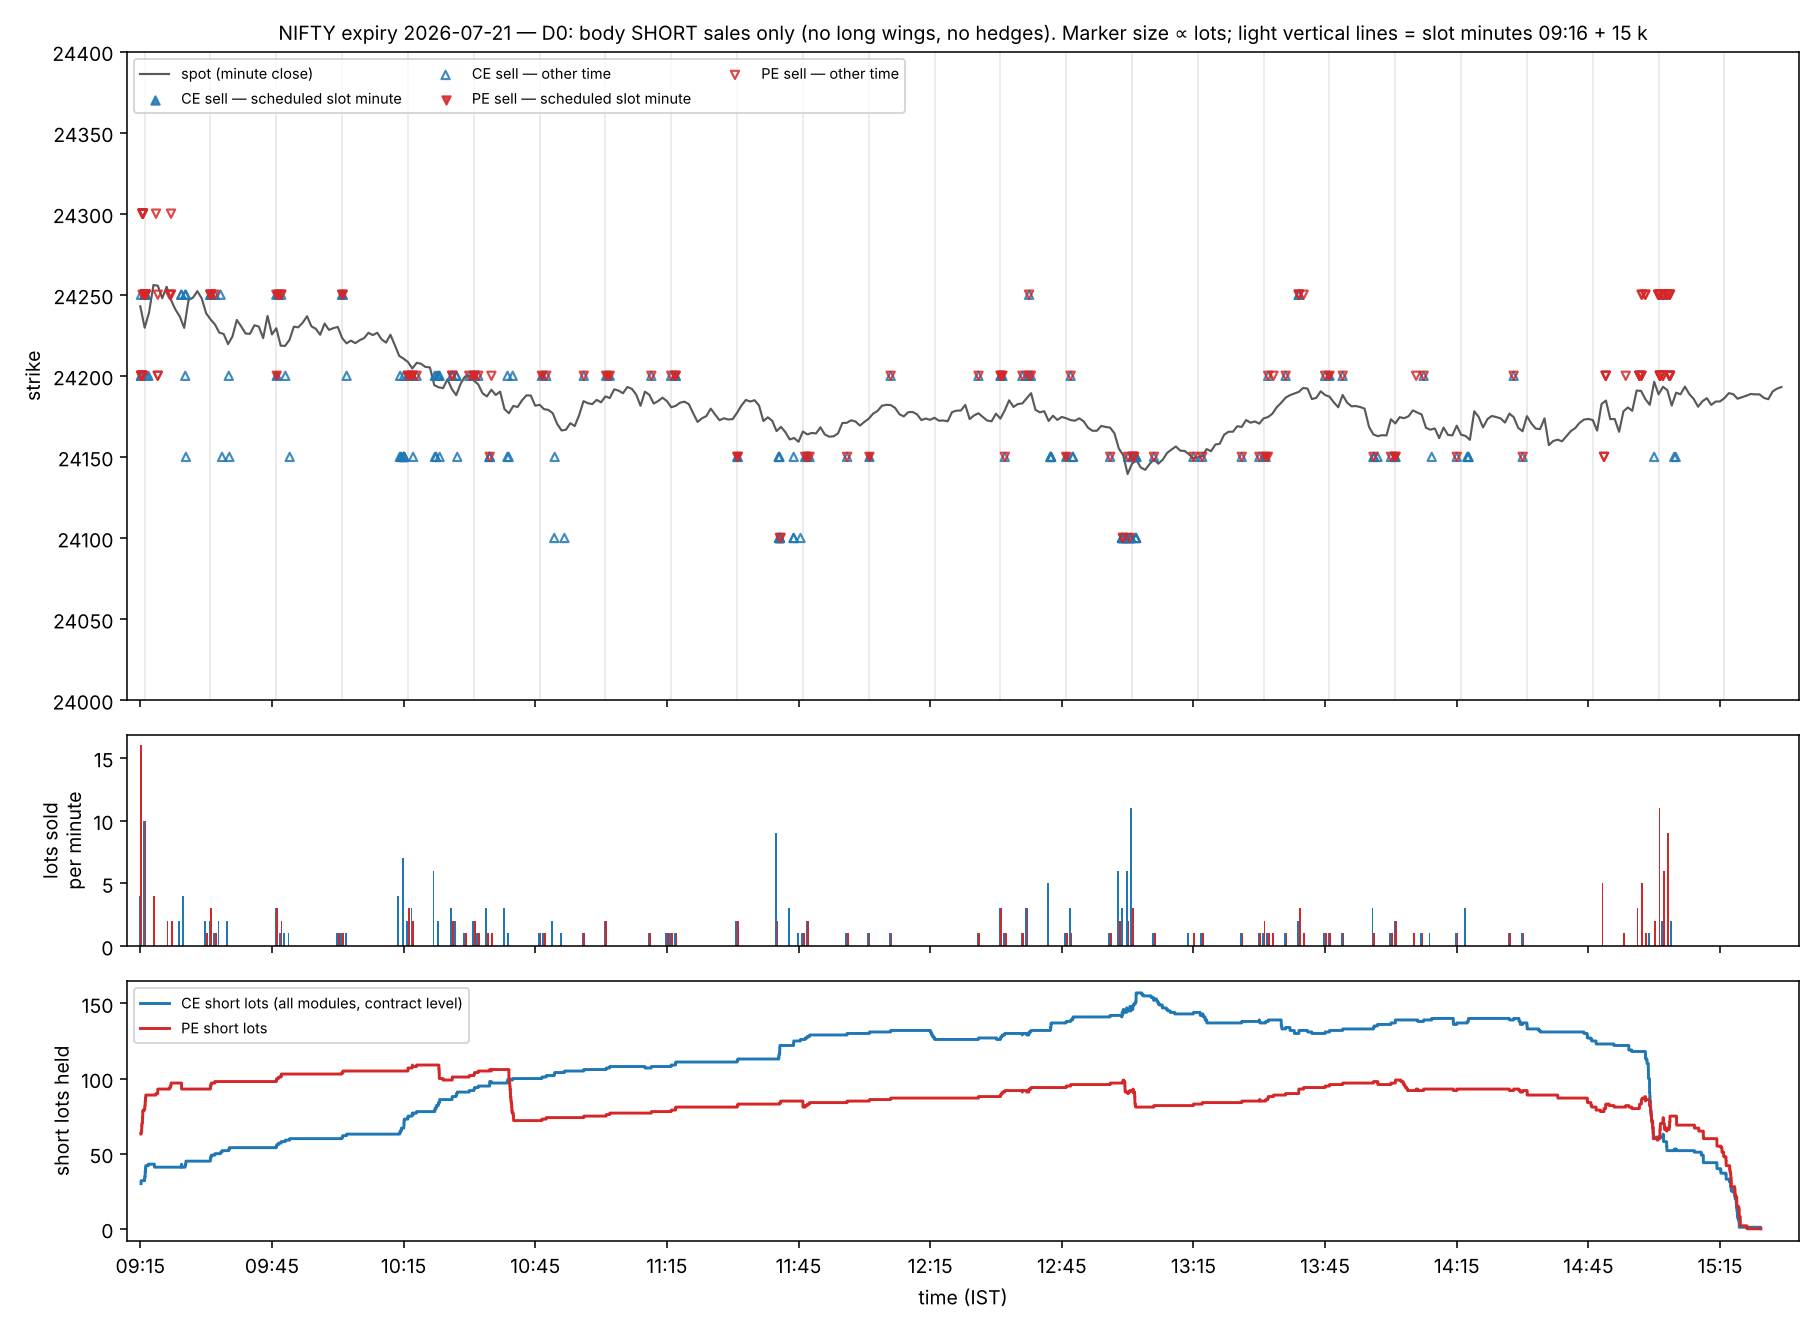 NIFTY expiry 2026-07-21 — D0: body SHORT sales only (no long wings, no hedges). Marker size ∝ lots; light vertical lines = slot minutes 09:16 + 15 k
spot (minute close)
CE sell — scheduled slot minute
CE sell — other time
PE sell — scheduled slot minute
PE sell — other time
strike
24400
24350
24300
24250
24200
24150
24100
24050
24000
lots sold
per minute
15
10
5
0
CE short lots (all modules, contract level)
PE short lots
short lots held
150
100
50
0
09:15
09:45
10:15
10:45
11:15
11:45
12:15
12:45
13:15
13:45
14:15
14:45
15:15
time (IST)